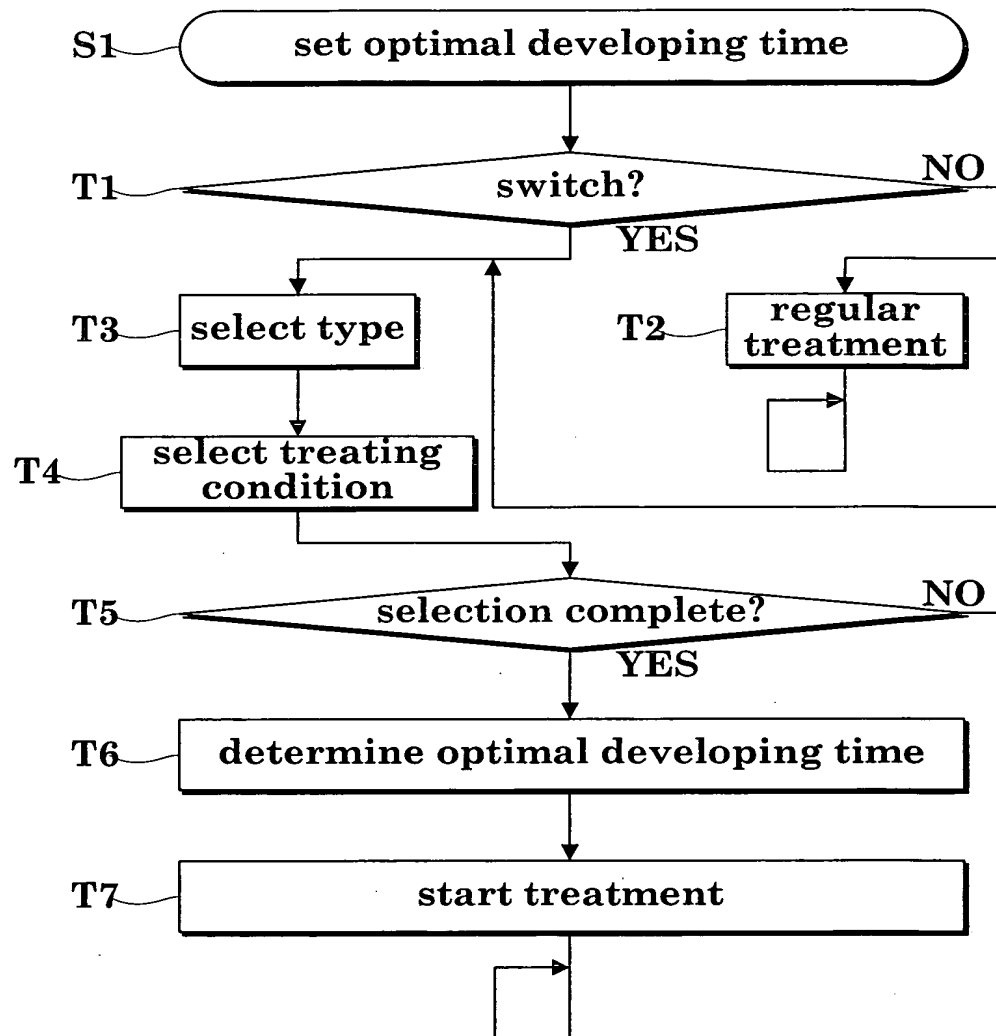 S1 set optimal developing time
T1 switch? NO
YES
T3 select type
T2 regular
treatment
T4 select treating
condition
T5 selection complete? NO
YES
T6 determine optimal developing time
T7 start treatment